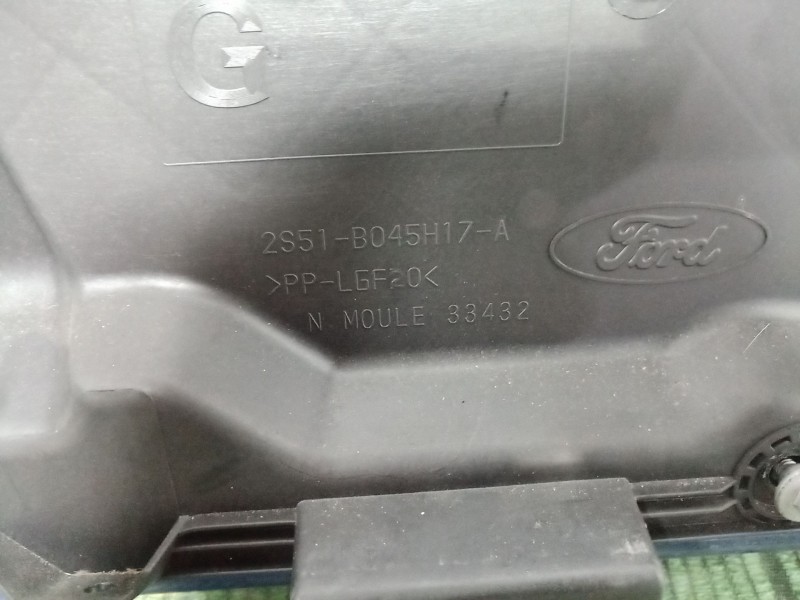 2S51-B045H17-A
>PP-LGF20<
N MOULE 33432
Ford